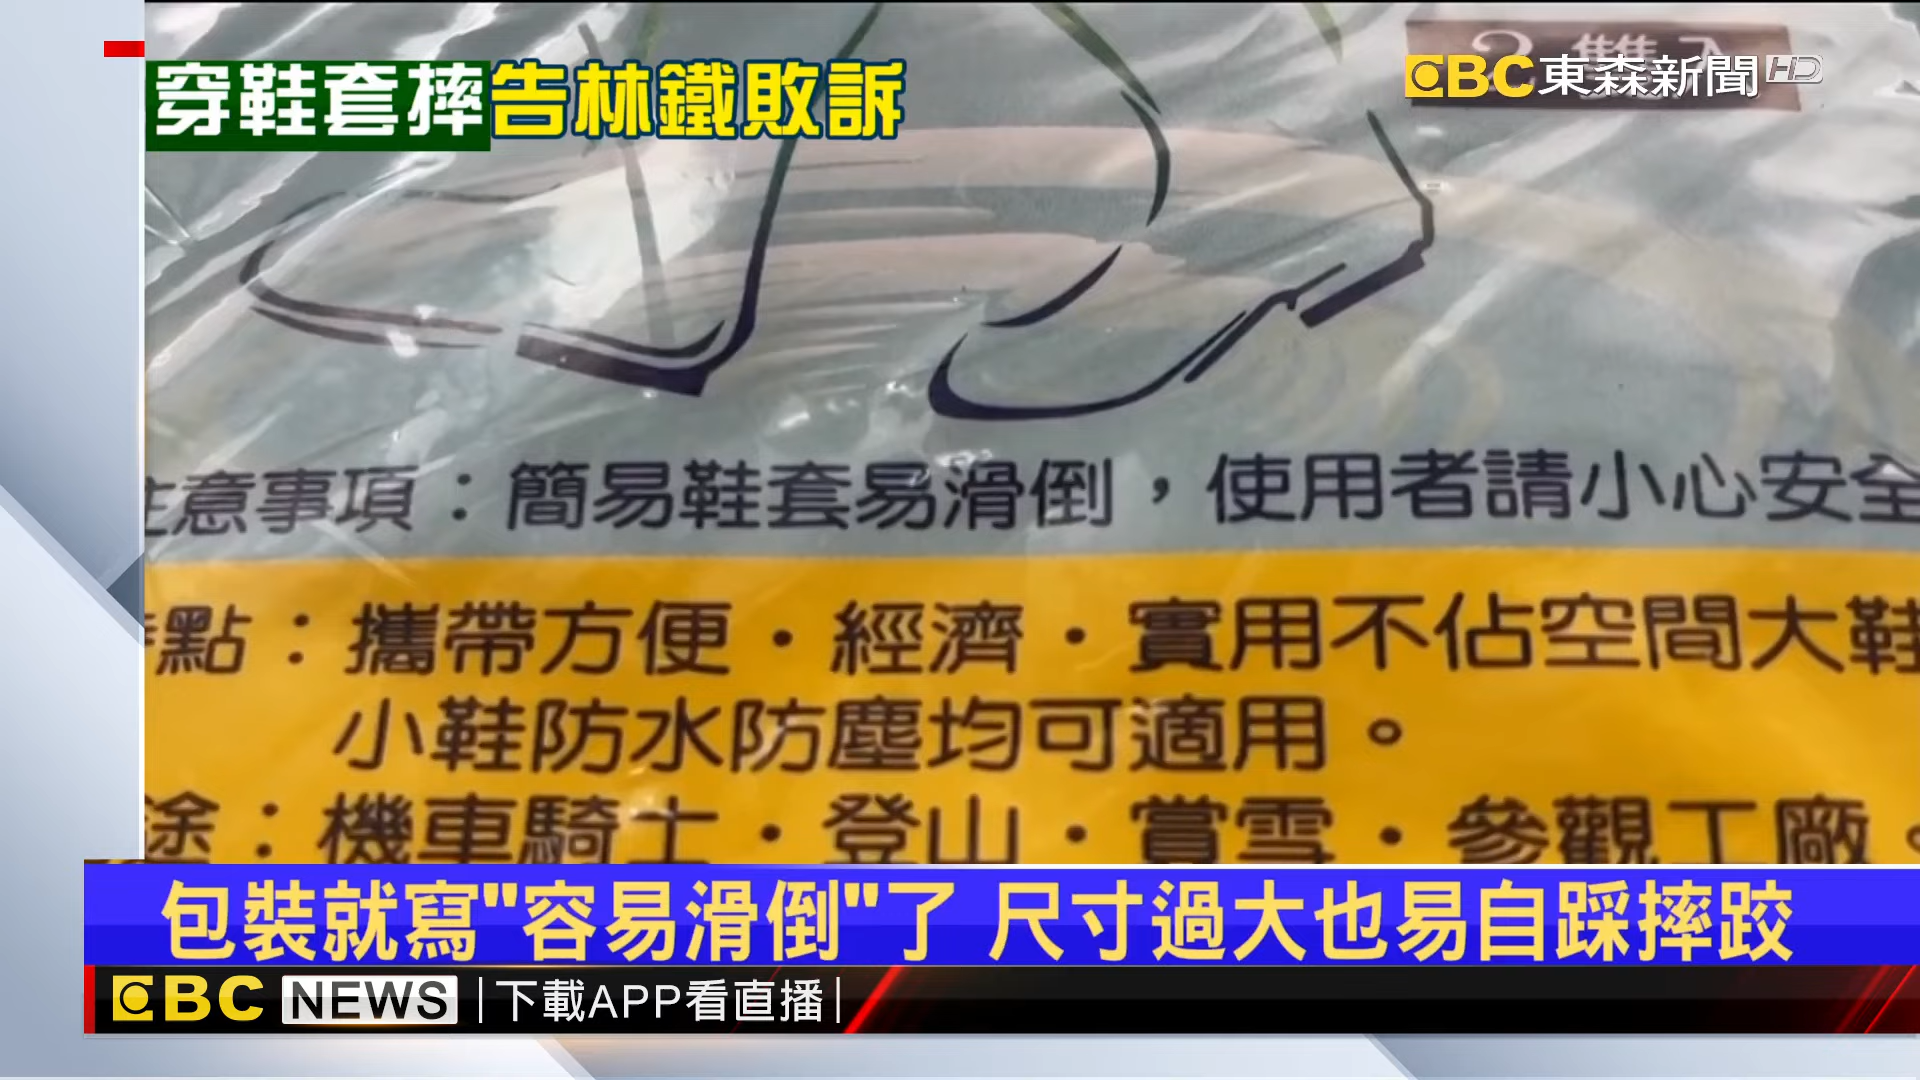 2雙入
EBC東森新聞HD
穿鞋套摔告林鐵敗訴
注意事項：簡易鞋套易滑倒，使用者請小心安全
特點：攜帶方便・經濟・實用不佔空間大鞋
小鞋防水防塵均可適用。
途：機車騎士・登山・賞雪・參觀工廠。
包裝就寫"容易滑倒"了 尺寸過大也易自踩摔跤
EBC NEWS 下載APP看直播